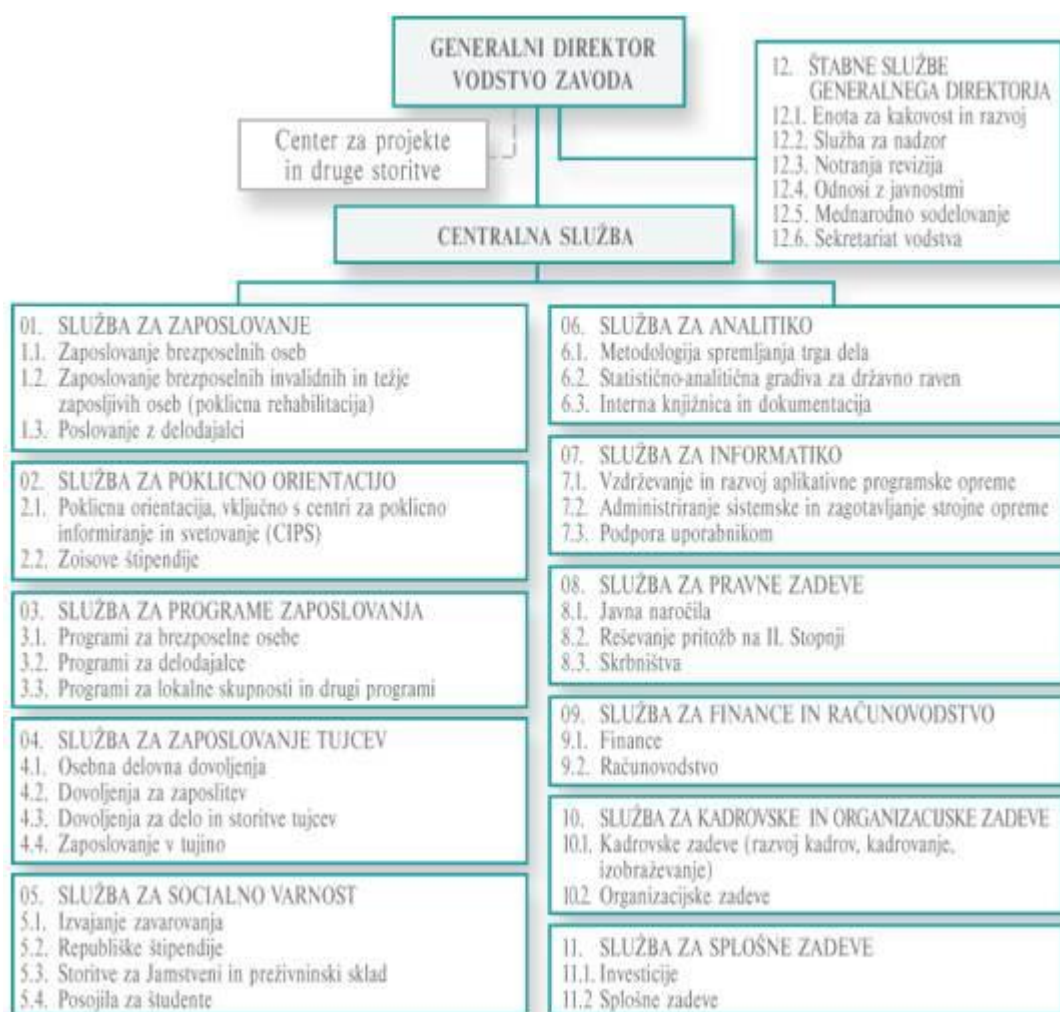 GENERALNI DIREKTOR
VODSTVO ZAVODA
Center za projekte
in druge storitve
12. ŠTABNE SLUŽBE
GENERALNEGA DIREKTORJA
12.1. Enota za kakovost in razvoj
12.2. Služba za nadzor
12.3. Notranja revizija
12.4. Odnosi z javnostmi
12.5. Mednarodno sodelovanje
12.6. Sekretariat vodstva
CENTRALNA SLUŽBA
01. SLUŽBA ZA ZAPOSLOVANJE
1.1. Zaposlovanje brezposelnih oseb
1.2. Zaposlovanje brezposelnih invalidnih in težje
zaposljivih oseb (poklicna rehabilitacija)
1.3. Poslovanje z delodajalci
02. SLUŽBA ZA POKLICNO ORIENTACIJO
2.1. Poklicna orientacija, vključno s centri za poklicno
informiranje in svetovanje (CIPS)
2.2. Zoisove štipendije
03. SLUŽBA ZA PROGRAME ZAPOSLOVANJA
3.1. Programi za brezposelne osebe
3.2. Programi za delodajalce
3.3. Programi za lokalne skupnosti in drugi programi
04. SLUŽBA ZA ZAPOSLOVANJE TUJCEV
4.1. Osebna delovna dovoljenja
4.2. Dovoljenja za zaposlitev
4.3. Dovoljenja za delo in storitve tujcev
4.4. Zaposlovanje v tujino
05. SLUŽBA ZA SOCIALNO VARNOST
5.1. Izvajanje zavarovanja
5.2. Republiške štipendije
5.3. Storitve za Jamstveni in preživninski sklad
5.4. Posojila za študente
06. SLUŽBA ZA ANALITIKO
6.1. Metodologija spremljanja trga dela
6.2. Statistično-analitična gradiva za državno raven
6.3. Interna knjižnica in dokumentacija
07. SLUŽBA ZA INFORMATIKO
7.1. Vzdrževanje in razvoj aplikativne programske opreme
7.2. Administriranje sistemske in zagotavljanje strojne opreme
7.3. Podpora uporabnikom
08. SLUŽBA ZA PRAVNE ZADEVE
8.1. Javna naročila
8.2. Reševanje pritožb na II. Stopnji
8.3. Skrbništva
09. SLUŽBA ZA FINANCE IN RAČUNOVODSTVO
9.1. Finance
9.2. Računovodstvo
10. SLUŽBA ZA KADROVSKE IN ORGANIZACIJSKE ZADEVE
10.1. Kadrovske zadeve (razvoj kadrov, kadrovanje,
izobraževanje)
10.2 Organizacijske zadeve
11. SLUŽBA ZA SPLOŠNE ZADEVE
11.1. Investicije
11.2 Splošne zadeve